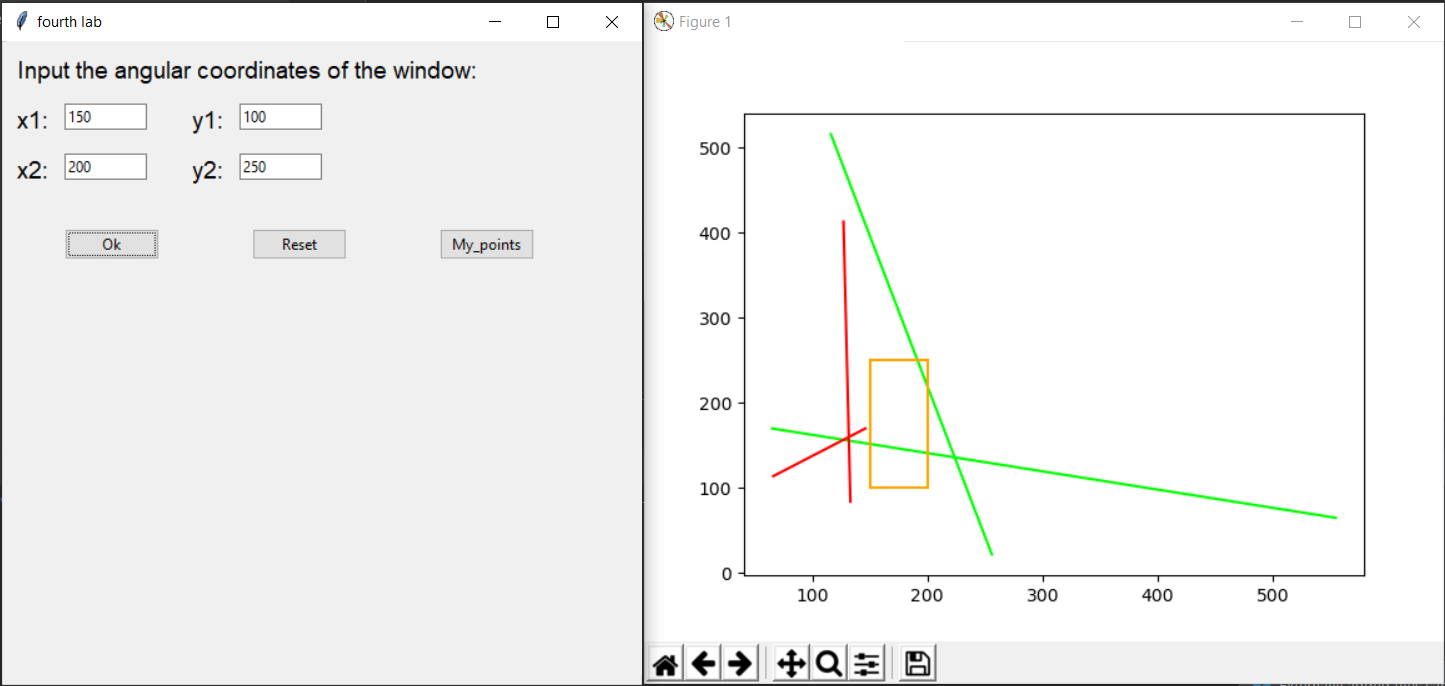 fourth lab
Input the angular coordinates of the window:
x1: 150 y1: 100
x2: 200 y2: 250
Ok Reset My_points
Figure 1
500
400
300
200
100
0
100 200 300 400 500